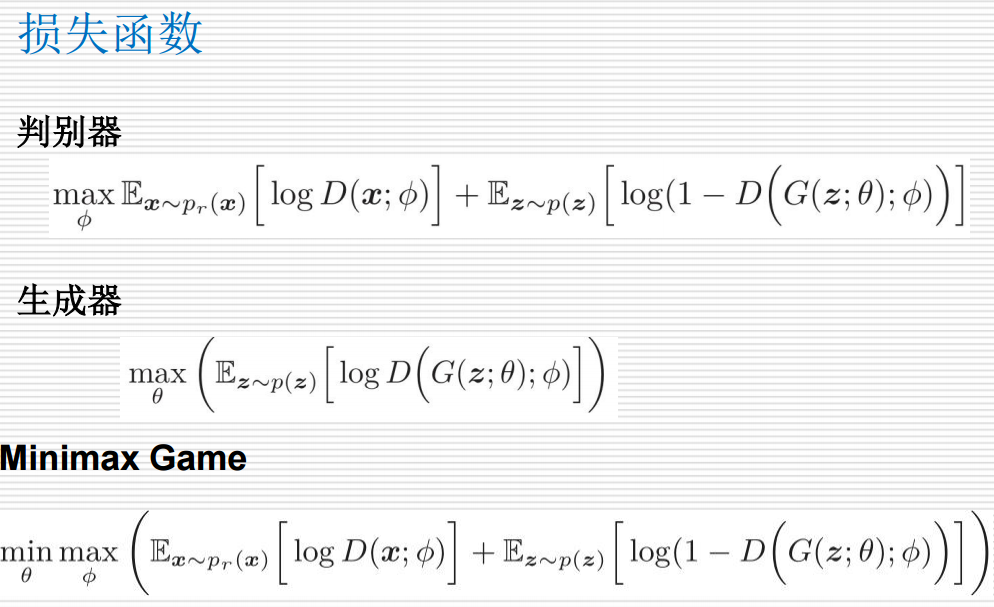 损失函数
判别器
$\max_{\phi} \mathbb{E}_{\boldsymbol{x} \sim p_r(\boldsymbol{x})} \Big[ \log D(\boldsymbol{x}; \phi) \Big] + \mathbb{E}_{\boldsymbol{z} \sim p(\boldsymbol{z})} \Big[ \log(1 - D\Big(G(\boldsymbol{z}; \theta); \phi)\Big) \Big]$
生成器
$\max_{\theta} \Bigg( \mathbb{E}_{\boldsymbol{z} \sim p(\boldsymbol{z})} \Big[ \log D\Big(G(\boldsymbol{z}; \theta); \phi) \Big] \Bigg)$
Minimax Game
$\min_{\theta} \max_{\phi} \Bigg( \mathbb{E}_{\boldsymbol{x} \sim p_r(\boldsymbol{x})} \Big[ \log D(\boldsymbol{x}; \phi) \Big] + \mathbb{E}_{\boldsymbol{z} \sim p(\boldsymbol{z})} \Big[ \log(1 - D\Big(G(\boldsymbol{z}; \theta); \phi)\Big) \Big] \Bigg)$